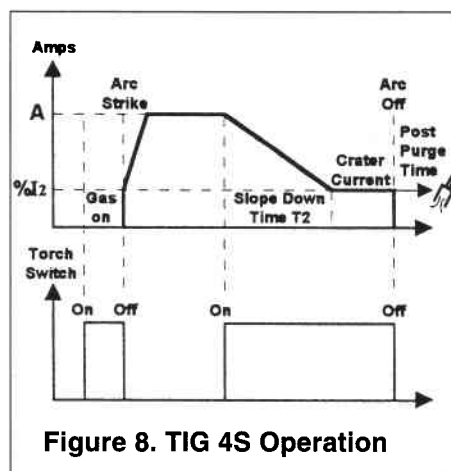 Amps
Arc
Strike
Arc
Off
A
Post
Purge
Time
Crater
Current
%I2
Gas
on
Slope Down
Time T2
Torch
Switch
On Off On Off
Figure 8. TIG 4S Operation